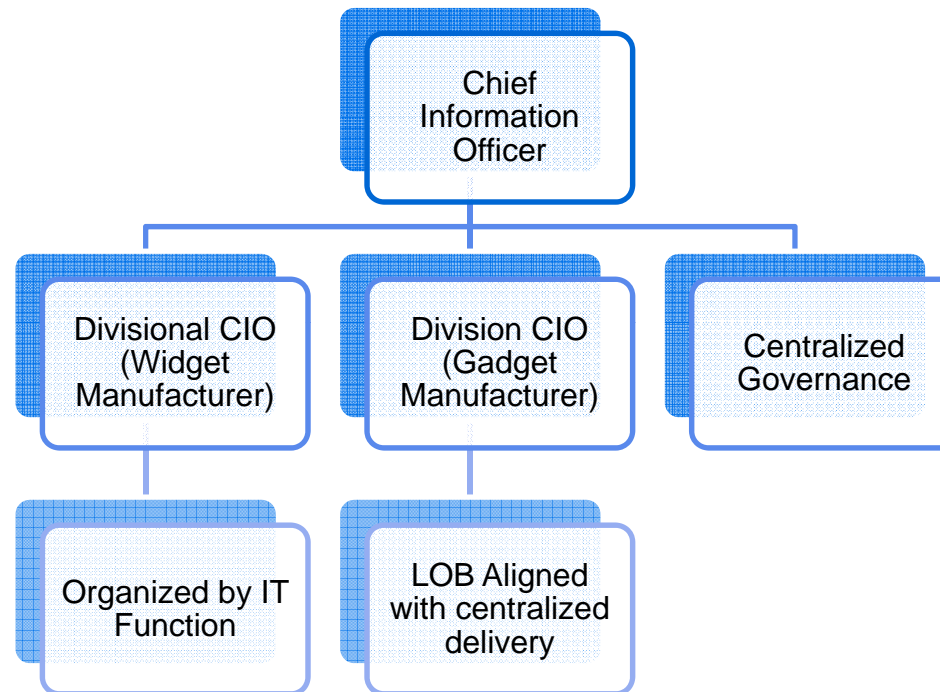 Chief
Information
Officer
Divisional CIO
(Widget
Manufacturer)
Division CIO
(Gadget
Manufacturer)
Centralized
Governance
Organized by IT
Function
LOB Aligned
with centralized
delivery